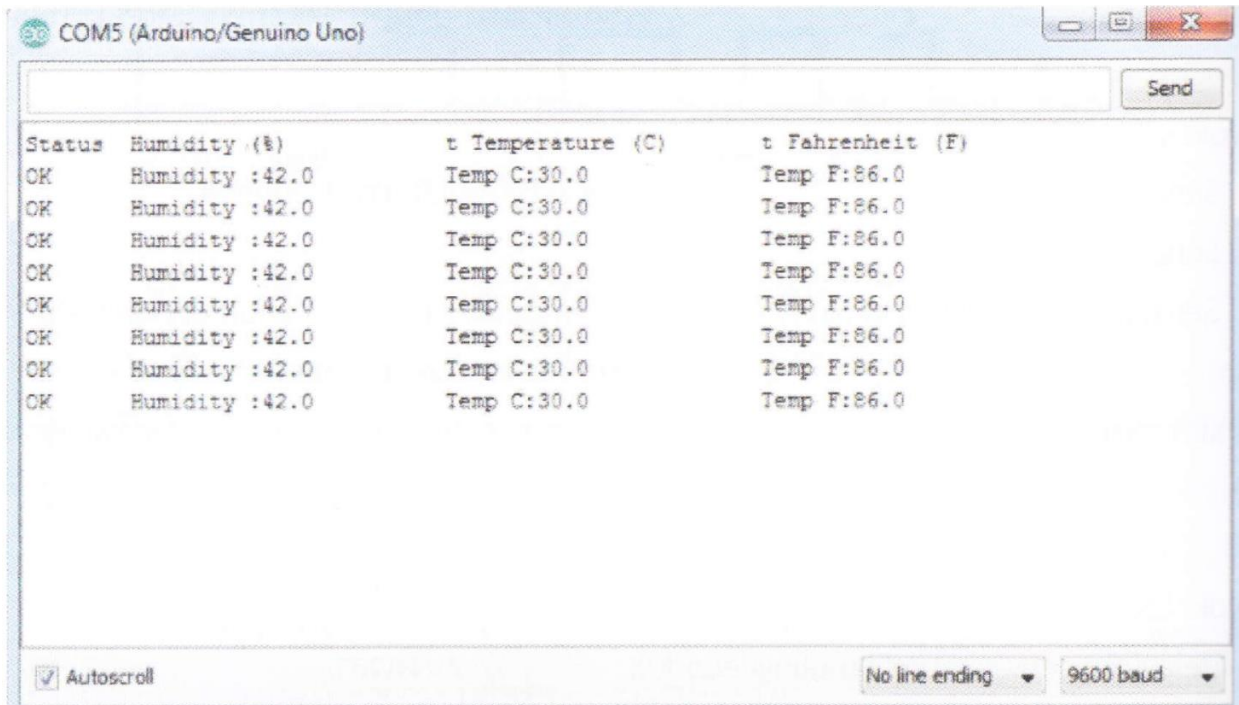 COM5 (Arduino/Genuino Uno)
Send
Status Humidity (%) t Temperature (C) t Fahrenheit (F)
OK Humidity :42.0 Temp C:30.0 Temp F:86.0
OK Humidity :42.0 Temp C:30.0 Temp F:86.0
OK Humidity :42.0 Temp C:30.0 Temp F:86.0
OK Humidity :42.0 Temp C:30.0 Temp F:86.0
OK Humidity :42.0 Temp C:30.0 Temp F:86.0
OK Humidity :42.0 Temp C:30.0 Temp F:86.0
OK Humidity :42.0 Temp C:30.0 Temp F:86.0
OK Humidity :42.0 Temp C:30.0 Temp F:86.0
Autoscroll No line ending 9600 baud